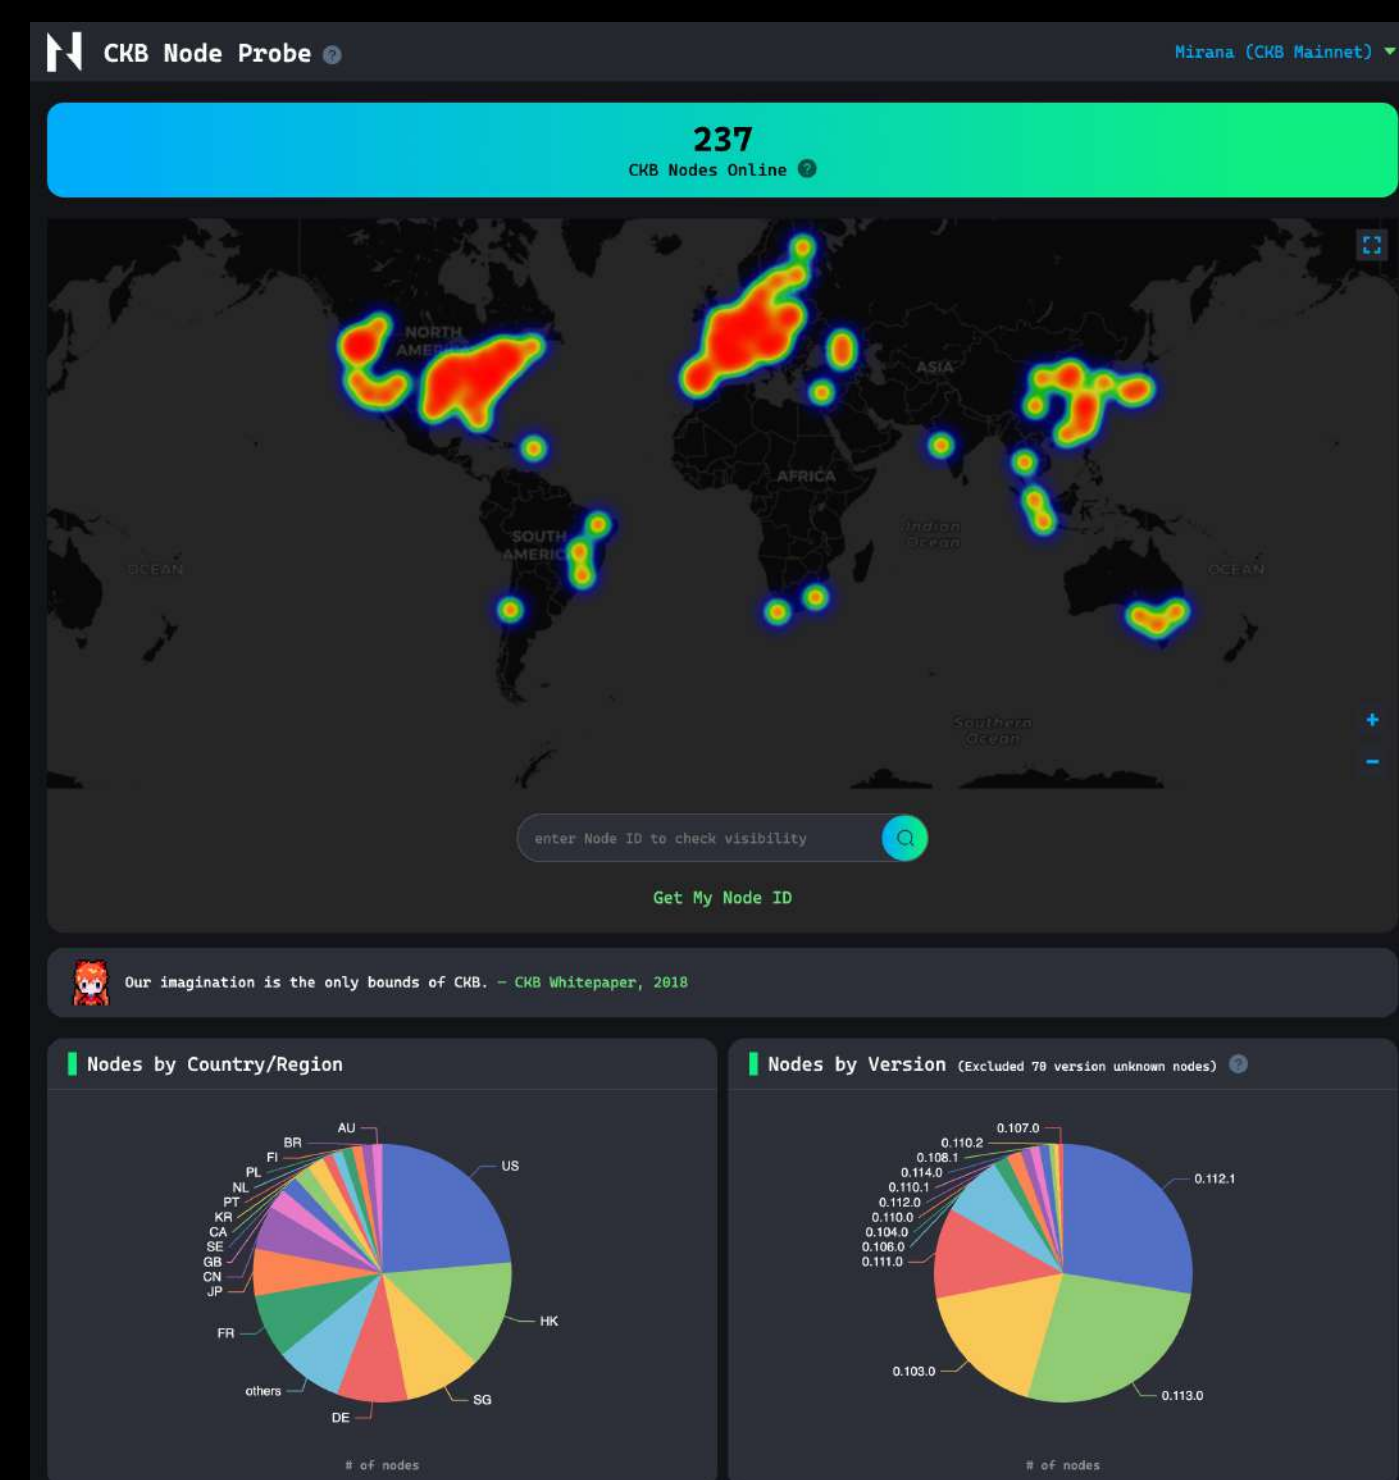 CKB Node Probe ?
Mirana (CKB Mainnet)
237
CKB Nodes Online ?
NORTH
AMERICA
ASIA
AFRICA
SOUTH
AMERICA
Indian
Ocean
OCEAN
OCEAN
Southern
Ocean
+
−
enter Node ID to check visibility
Get My Node ID
Our imagination is the only bounds of CKB. — CKB Whitepaper, 2018
Nodes by Country/Region
AU
BR
FI
PL
NL
PT
KR
CA
SE
GB
CN
JP
FR
others
DE
SG
HK
US
# of nodes
Nodes by Version (Excluded 70 version unknown nodes) ?
0.107.0
0.110.2
0.108.1
0.114.0
0.110.1
0.112.0
0.110.0
0.104.0
0.106.0
0.111.0
0.103.0
0.113.0
0.112.1
# of nodes